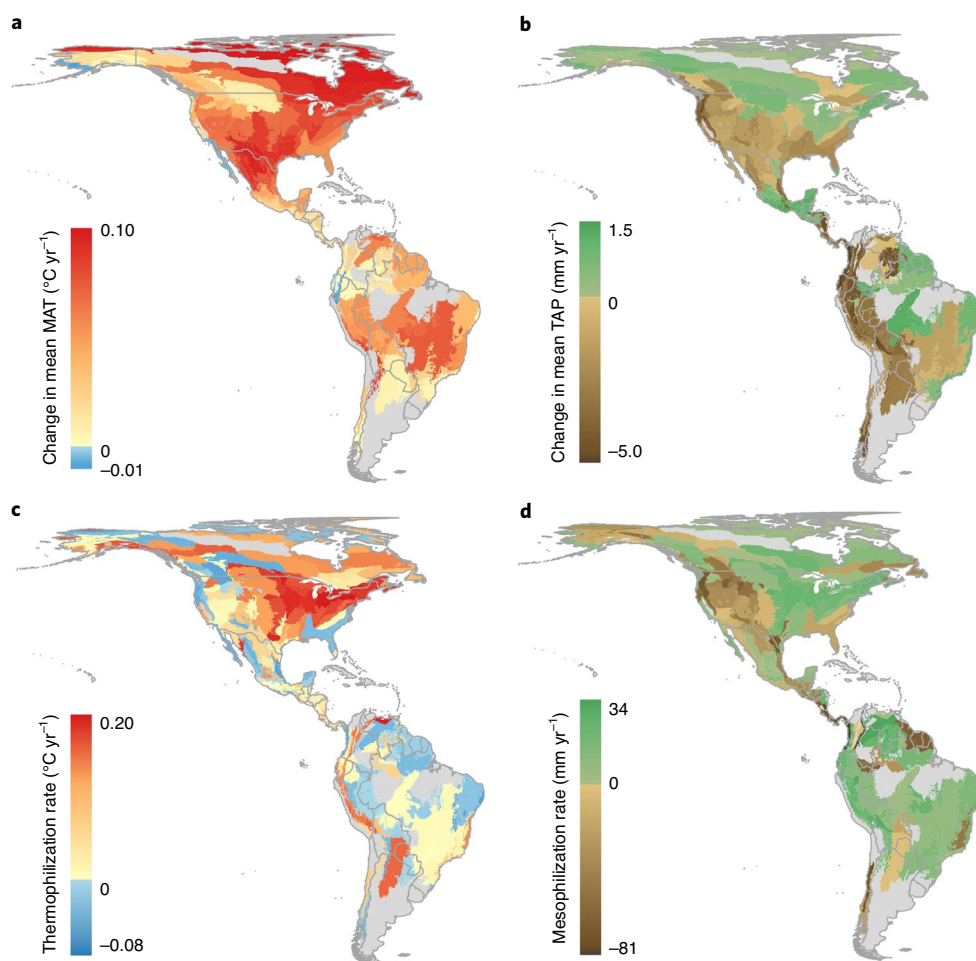 a
b
0.10
Change in mean MAT (°C yr⁻¹)
0
–0.01
1.5
Change in mean TAP (mm yr⁻¹)
0
–5.0
c
d
0.20
Thermophilization rate (°C yr⁻¹)
0
–0.08
34
Mesophilization rate (mm yr⁻¹)
0
–81